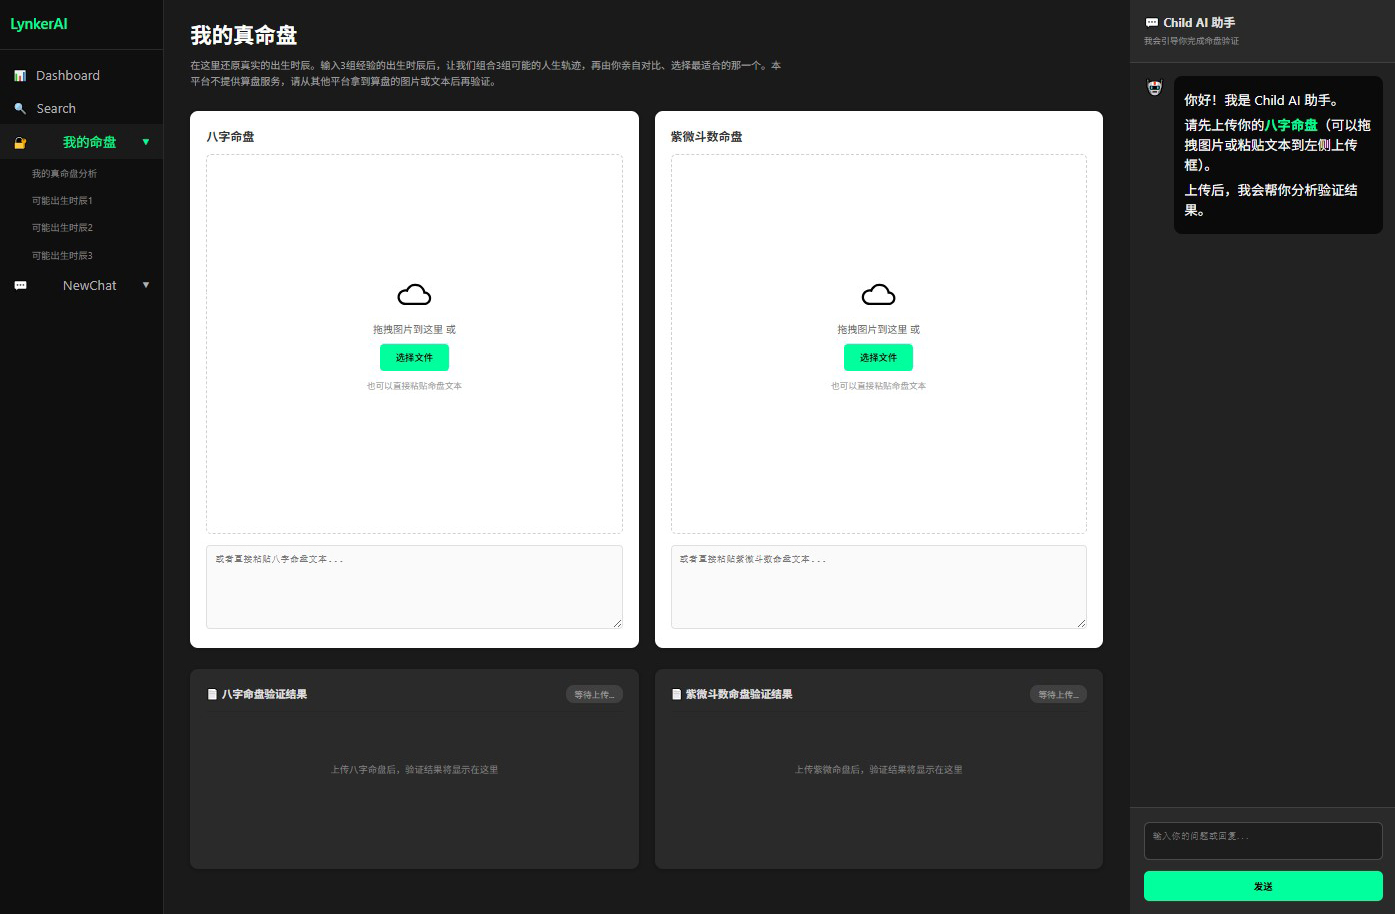 LynkerAI
Dashboard
Search
我的命盘
我的真命盘分析
可能出生时辰1
可能出生时辰2
可能出生时辰3
NewChat
我的真命盘
在这里还原真实的出生时辰。输入3组经验的出生时辰后，让我们组合3组可能的人生轨迹，再由你亲自对比、选择最适合的那一个。本
平台不提供算盘服务，请从其他平台拿到算盘的图片或文本后再验证。
八字命盘
拖拽图片到这里 或
选择文件
也可以直接粘贴命盘文本
或者直接粘贴八字命盘文本...
紫微斗数命盘
拖拽图片到这里 或
选择文件
也可以直接粘贴命盘文本
或者直接粘贴紫微斗数命盘文本...
八字命盘验证结果
等待上传...
上传八字命盘后，验证结果将显示在这里
紫微斗数命盘验证结果
等待上传...
上传紫微命盘后，验证结果将显示在这里
Child AI 助手
我会引导你完成命盘验证
你好！我是 Child AI 助手。
请先上传你的八字命盘（可以拖
拽图片或粘贴文本到左侧上传
框）。
上传后，我会帮你分析验证结
果。
输入你的问题或回复...
发送